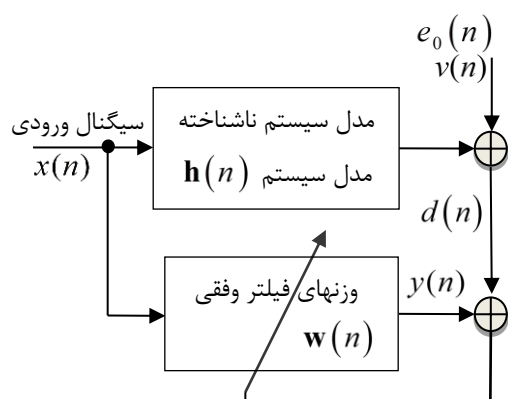 e₀(n)
v(n)
سیگنال ورودی
x(n)
مدل سیستم ناشناخته
مدل سیستم h(n)
d(n)
وزنهای فیلتر وفقی
w(n)
y(n)